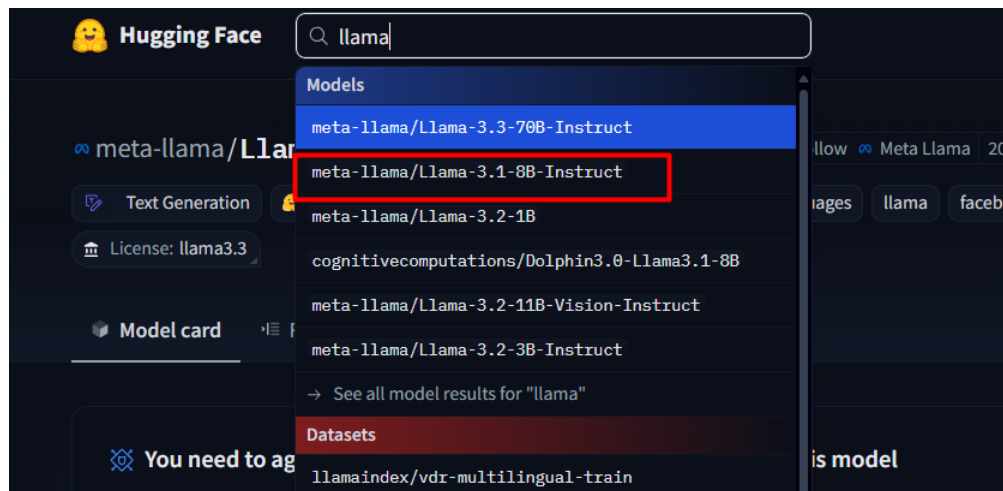 Hugging Face
llama
Models
meta-llama/Llama-3.3-70B-Instruct
meta-llama/Llama-3.1-8B-Instruct
meta-llama/Llama-3.2-1B
cognitivecomputations/Dolphin3.0-Llama3.1-8B
meta-llama/Llama-3.2-11B-Vision-Instruct
meta-llama/Llama-3.2-3B-Instruct
→ See all model results for "llama"
Datasets
llamaindex/vdr-multilingual-train
meta-llama/Llar
llow Meta Llama 20
Text Generation
uages llama faceb
License: llama3.3
Model card
You need to ag is model